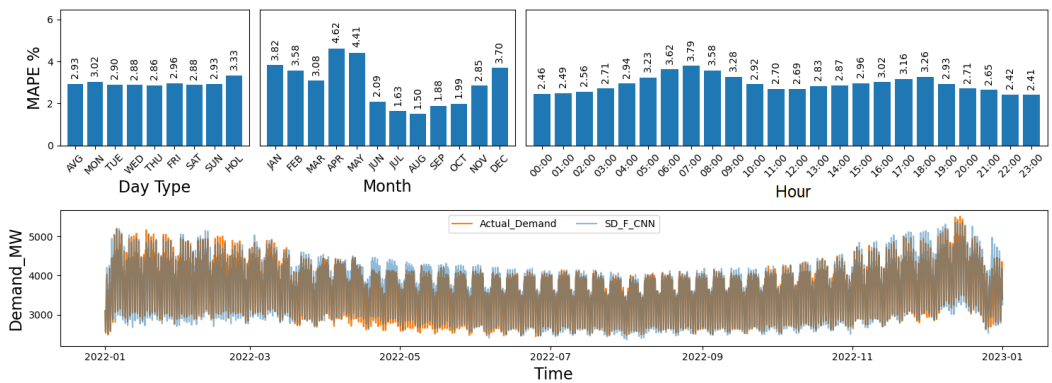 MAPE %
6
4
2
0
2.93 3.02 2.90 2.88 2.86 2.96 2.88 2.93 3.33
AVG MON TUE WED THU FRI SAT SUN HOL
Day Type
3.82 3.58 3.08 4.62 4.41 2.09 1.63 1.50 1.88 1.99 2.85 3.70
JAN FEB MAR APR MAY JUN JUL AUG SEP OCT NOV DEC
Month
2.46 2.49 2.56 2.71 2.94 3.23 3.62 3.79 3.58 3.28 2.92 2.70 2.69 2.83 2.87 2.96 3.02 3.16 3.26 2.93 2.71 2.65 2.42 2.41
00:00 01:00 02:00 03:00 04:00 05:00 06:00 07:00 08:00 09:00 10:00 11:00 12:00 13:00 14:00 15:00 16:00 17:00 18:00 19:00 20:00 21:00 22:00 23:00
Hour
Demand_MW
5000
4000
3000
Actual_Demand SD_F_CNN
2022-01 2022-03 2022-05 2022-07 2022-09 2022-11 2023-01
Time